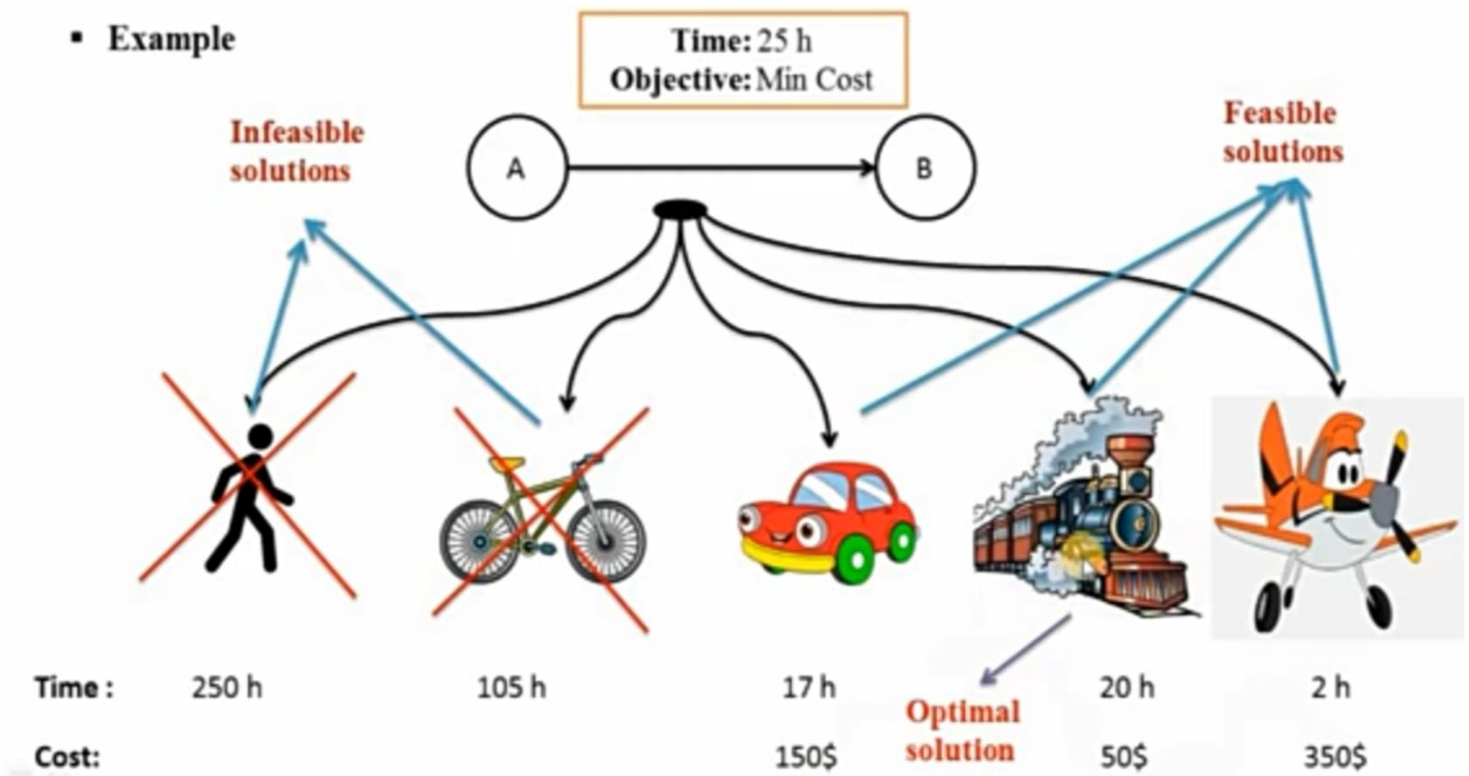 ▪ Example
Time: 25 h
Objective: Min Cost
Infeasible
solutions
Feasible
solutions
A
B
Time : 250 h 105 h 17 h 20 h 2 h
Optimal
solution
Cost: 150$ 50$ 350$